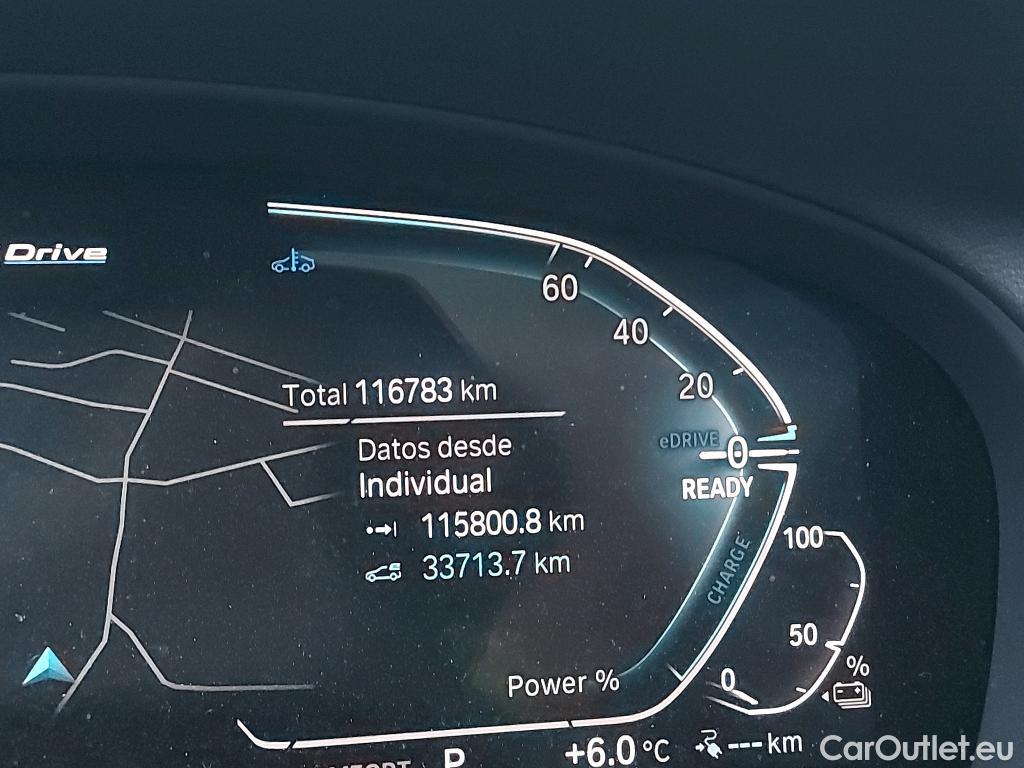 Drive
60
40
Total 116783 km
20
eDRIVE
0
Datos desde
READY
Individual
115800.8 km
100
33713.7 km
CHARGE
50
%
Power %
0
P
+6.0 °C
--- km
CarOutlet.eu